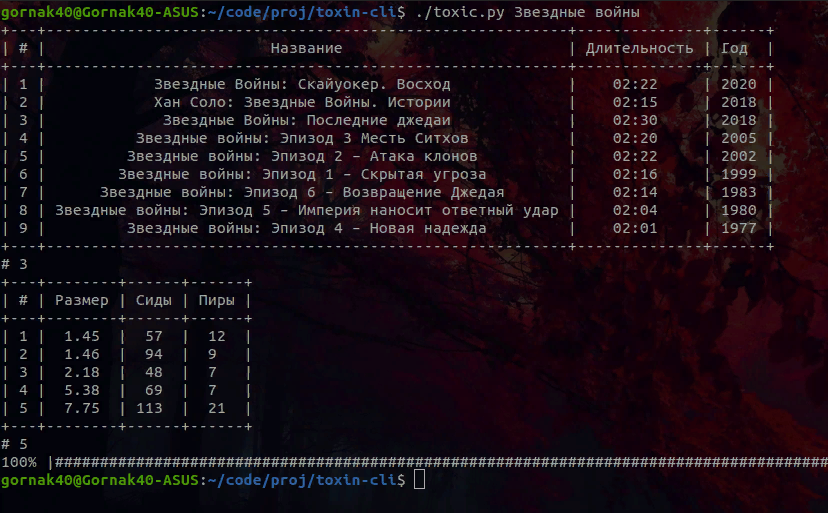 gornak40@Gornak40-ASUS:~/code/proj/toxin-cli$ ./toxic.py Звездные войны
+---+----------------------------------------------------------+--------------+------+
| # | Название | Длительность | Год |
+---+----------------------------------------------------------+--------------+------+
| 1 | Звездные Войны: Скайуокер. Восход | 02:22 | 2020 |
| 2 | Хан Соло: Звездные Войны. Истории | 02:15 | 2018 |
| 3 | Звездные Войны: Последние джедаи | 02:30 | 2018 |
| 4 | Звездные войны: Эпизод 3 Месть Ситхов | 02:20 | 2005 |
| 5 | Звездные войны: Эпизод 2 - Атака клонов | 02:22 | 2002 |
| 6 | Звездные войны: Эпизод 1 - Скрытая угроза | 02:16 | 1999 |
| 7 | Звездные войны: Эпизод 6 - Возвращение Джедая | 02:14 | 1983 |
| 8 | Звездные войны: Эпизод 5 - Империя наносит ответный удар | 02:04 | 1980 |
| 9 | Звездные войны: Эпизод 4 - Новая надежда | 02:01 | 1977 |
+---+----------------------------------------------------------+--------------+------+
# 3
+---+--------+------+------+
| # | Размер | Сиды | Пиры |
+---+--------+------+------+
| 1 | 1.45 | 57 | 12 |
| 2 | 1.46 | 94 | 9 |
| 3 | 2.18 | 48 | 7 |
| 4 | 5.38 | 69 | 7 |
| 5 | 7.75 | 113 | 21 |
+---+--------+------+------+
# 5
100% |######################################################################################
gornak40@Gornak40-ASUS:~/code/proj/toxin-cli$